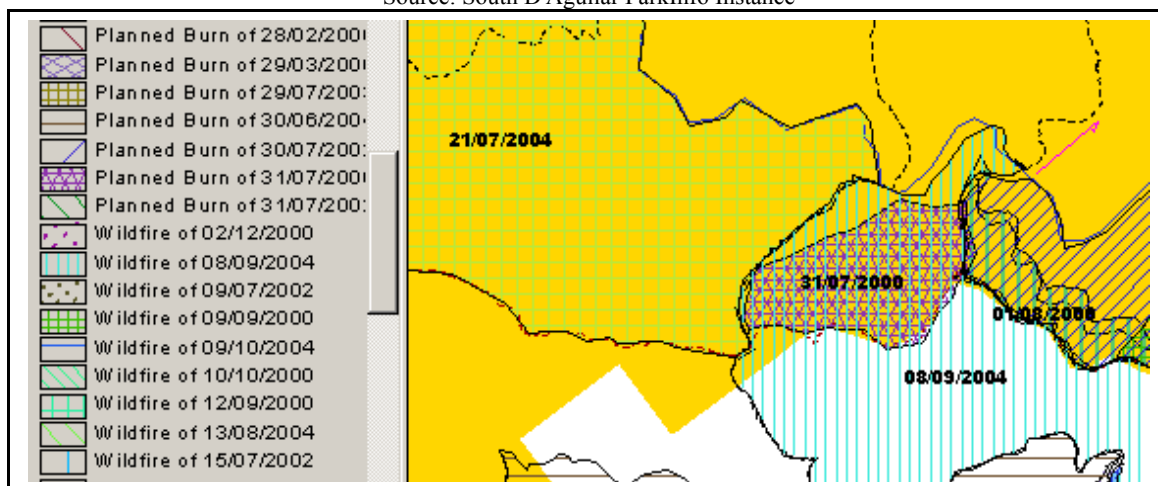 Source: South D'Aguilar ParkInfo Instance
Planned Burn of 28/02/200
Planned Burn of 29/03/200
Planned Burn of 29/07/200
Planned Burn of 30/06/200
Planned Burn of 30/07/200
Planned Burn of 31/07/200
Planned Burn of 31/07/200
Wildfire of 02/12/2000
Wildfire of 08/09/2004
Wildfire of 09/07/2002
Wildfire of 09/09/2000
Wildfire of 09/10/2004
Wildfire of 10/10/2000
Wildfire of 12/09/2000
Wildfire of 13/08/2004
Wildfire of 15/07/2002
21/07/2004
31/07/2000
01/08/2000
08/09/2004